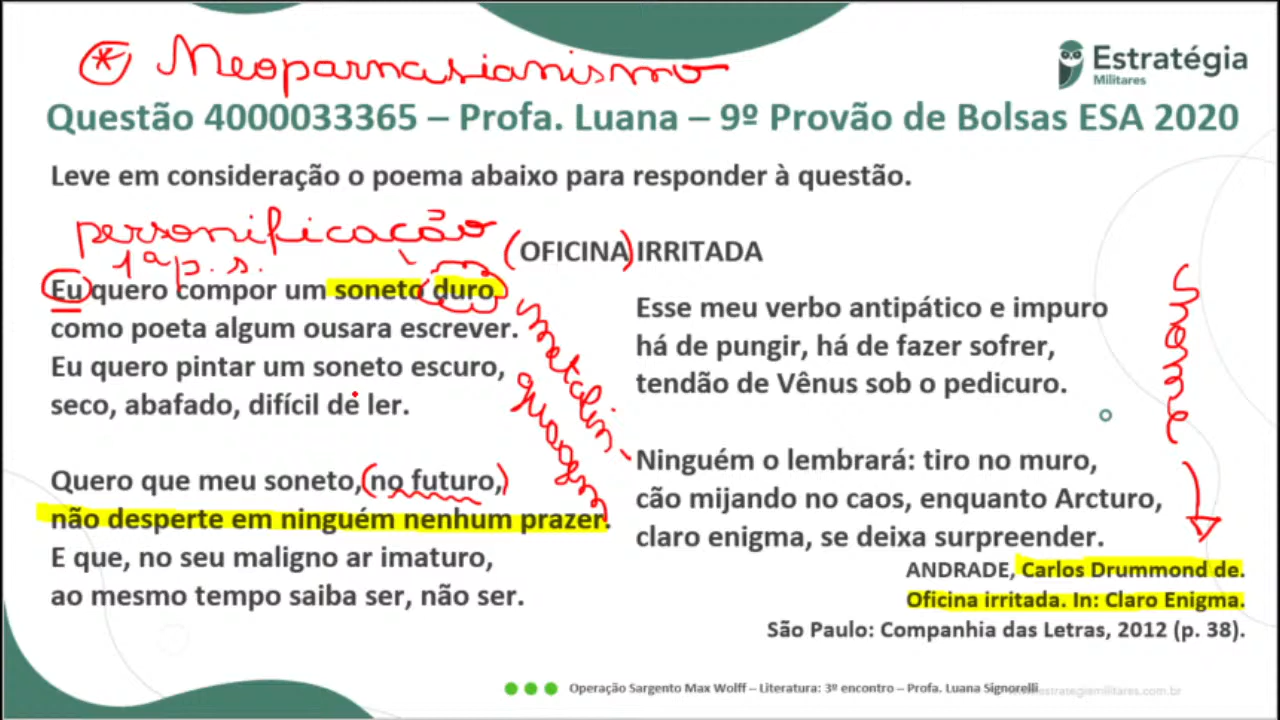 * Neoparnasianismo
Estratégia
Militares
Questão 4000033365 – Profa. Luana – 9º Provão de Bolsas ESA 2020
Leve em consideração o poema abaixo para responder à questão.
personificação
1ª p. s.
(OFICINA) IRRITADA
Eu quero compor um soneto duro
como poeta algum ousara escrever.
Eu quero pintar um soneto escuro,
seco, abafado, difícil de ler.
metalin-
guagem
Quero que meu soneto, (no futuro,)
não desperte em ninguém nenhum prazer.
E que, no seu maligno ar imaturo,
ao mesmo tempo saiba ser, não ser.
Esse meu verbo antipático e impuro
há de pungir, há de fazer sofrer,
tendão de Vênus sob o pedicuro.
Ninguém o lembrará: tiro no muro,
cão mijando no caos, enquanto Arcturo,
claro enigma, se deixa surpreender.
ANDRADE, Carlos Drummond de.
Oficina irritada. In: Claro Enigma.
São Paulo: Companhia das Letras, 2012 (p. 38).
Operação Sargento Max Wolff – Literatura: 3º encontro – Profa. Luana Signorelli
estrategiamilitares.com.br